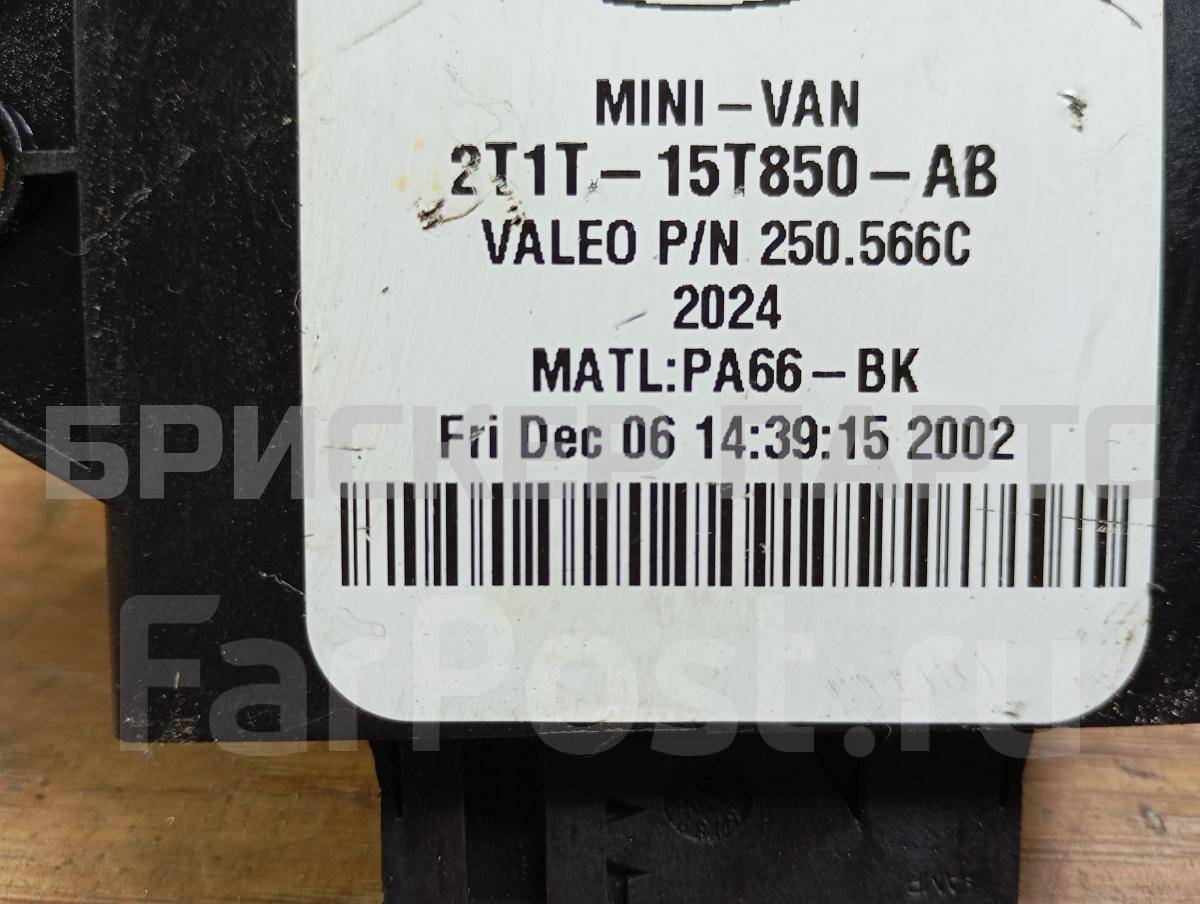 MINI-VAN
2T1T-15T850-AB
VALEO P/N 250.566C
2024
MATL:PA66-BK
Fri Dec 06 14:39:15 2002
БРИСКЕР ПАРТС
FarPost.ru